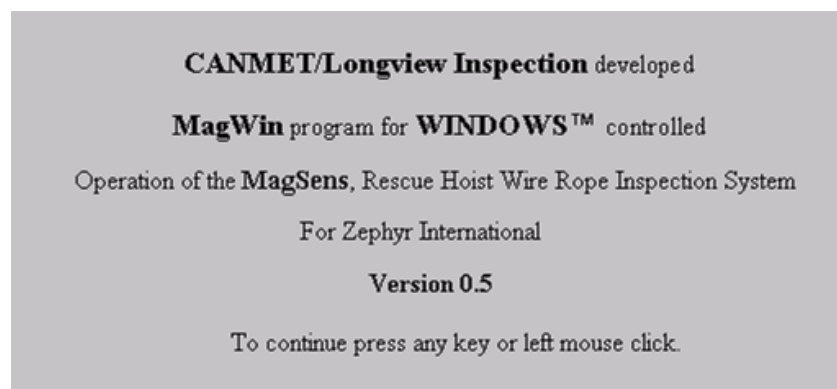 CANMET/Longview Inspection developed
MagWin program for WINDOWS™ controlled
Operation of the MagSens, Rescue Hoist Wire Rope Inspection System
For Zephyr International
Version 0.5
To continue press any key or left mouse click.